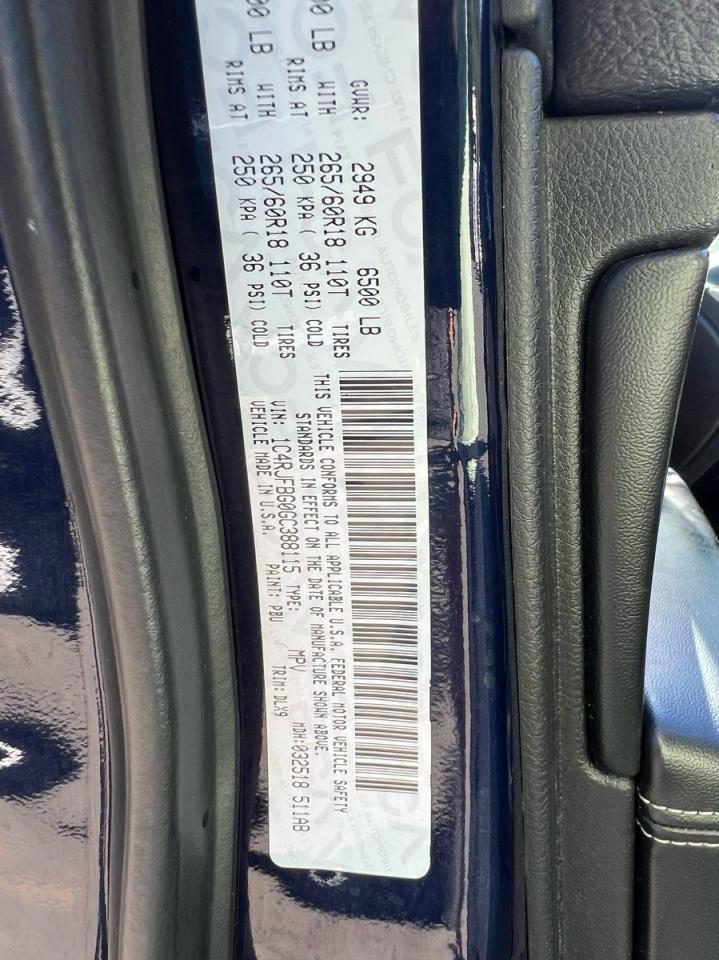 GVWR: 2949 KG 6500 LB
00 LB WITH 265/60R18 110T TIRES
RIMS AT 250 KPA ( 36 PSI) COLD
00 LB WITH 265/60R18 110T TIRES
RIMS AT 250 KPA ( 36 PSI) COLD
THIS VEHICLE CONFORMS TO ALL APPLICABLE U.S.A. FEDERAL MOTOR VEHICLE SAFETY
STANDARDS IN EFFECT ON THE DATE OF MANUFACTURE SHOWN ABOVE.
VIN: 1C4RJFBG0GC388115 TYPE: MPV MDH:032518 511AB
VEHICLE MADE IN U.S.A. PAINT: PBU TRIM: DLX9